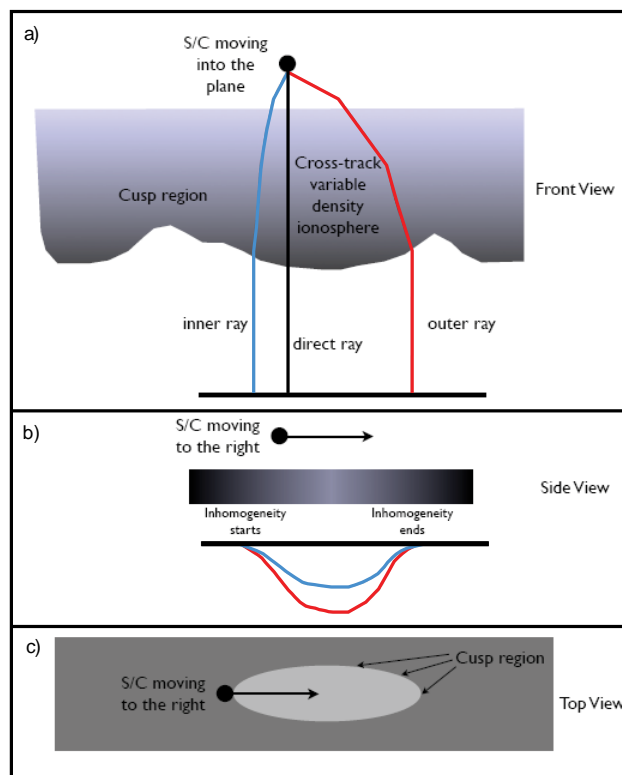 a)
S/C moving
into the
plane
Cusp region
Cross-track
variable
density
ionosphere
Front View
inner ray
direct ray
outer ray
b)
S/C moving
to the right
Side View
Inhomogeneity
starts
Inhomogeneity
ends
c)
Cusp region
S/C moving
to the right
Top View